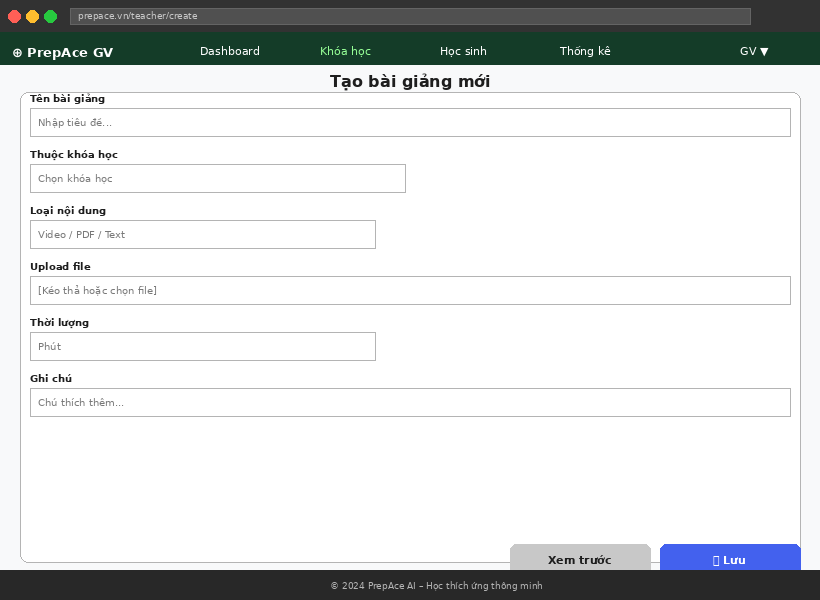 prepace.vn/teacher/create
⊕ PrepAce GV Dashboard Khóa học Học sinh Thống kê GV ▼
Tạo bài giảng mới
Tên bài giảng
Nhập tiêu đề...
Thuộc khóa học
Chọn khóa học
Loại nội dung
Video / PDF / Text
Upload file
[Kéo thả hoặc chọn file]
Thời lượng
Phút
Ghi chú
Chú thích thêm...
Xem trước Lưu
© 2024 PrepAce AI – Học thích ứng thông minh